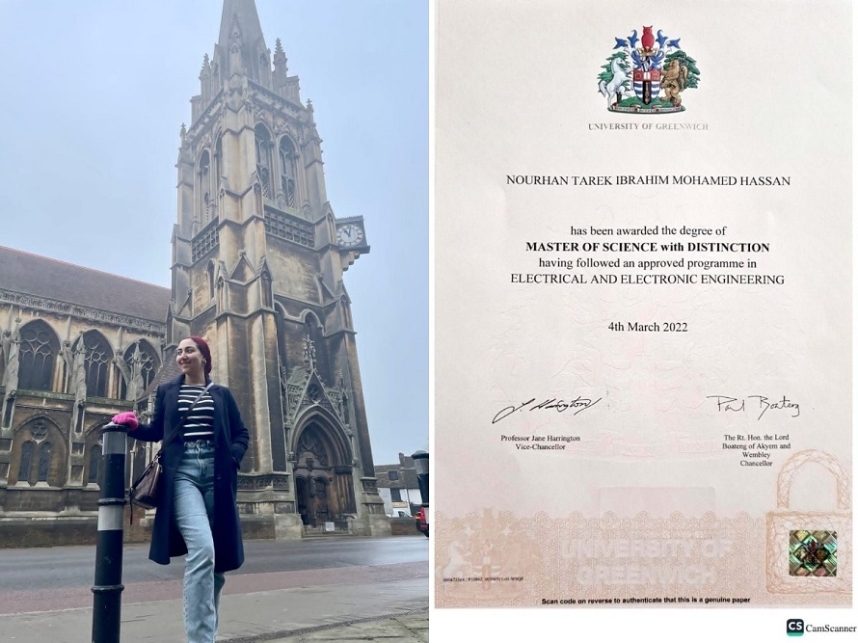 UNIVERSITY OF GREENWICH
NOURHAN TAREK IBRAHIM MOHAMED HASSAN
has been awarded the degree of
MASTER OF SCIENCE with DISTINCTION
having followed an approved programme in
ELECTRICAL AND ELECTRONIC ENGINEERING
4th March 2022
Professor Jane Harrington
Vice-Chancellor
The Rt. Hon. the Lord
Boateng of Akyem and
Wembley
Chancellor
UNIVERSITY OF
GREENWICH
Scan code on reverse to authenticate that this is a genuine paper
CS CamScanner